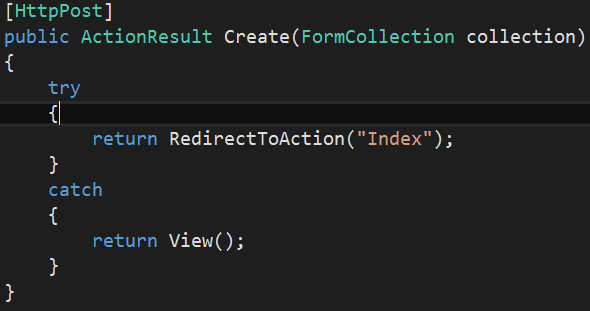 [HttpPost]
public ActionResult Create(FormCollection collection)
{
    try
    {
        return RedirectToAction("Index");
    }
    catch
    {
        return View();
    }
}